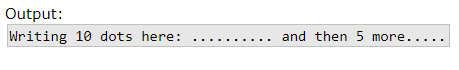 Output:
Writing 10 dots here: .......... and then 5 more.....